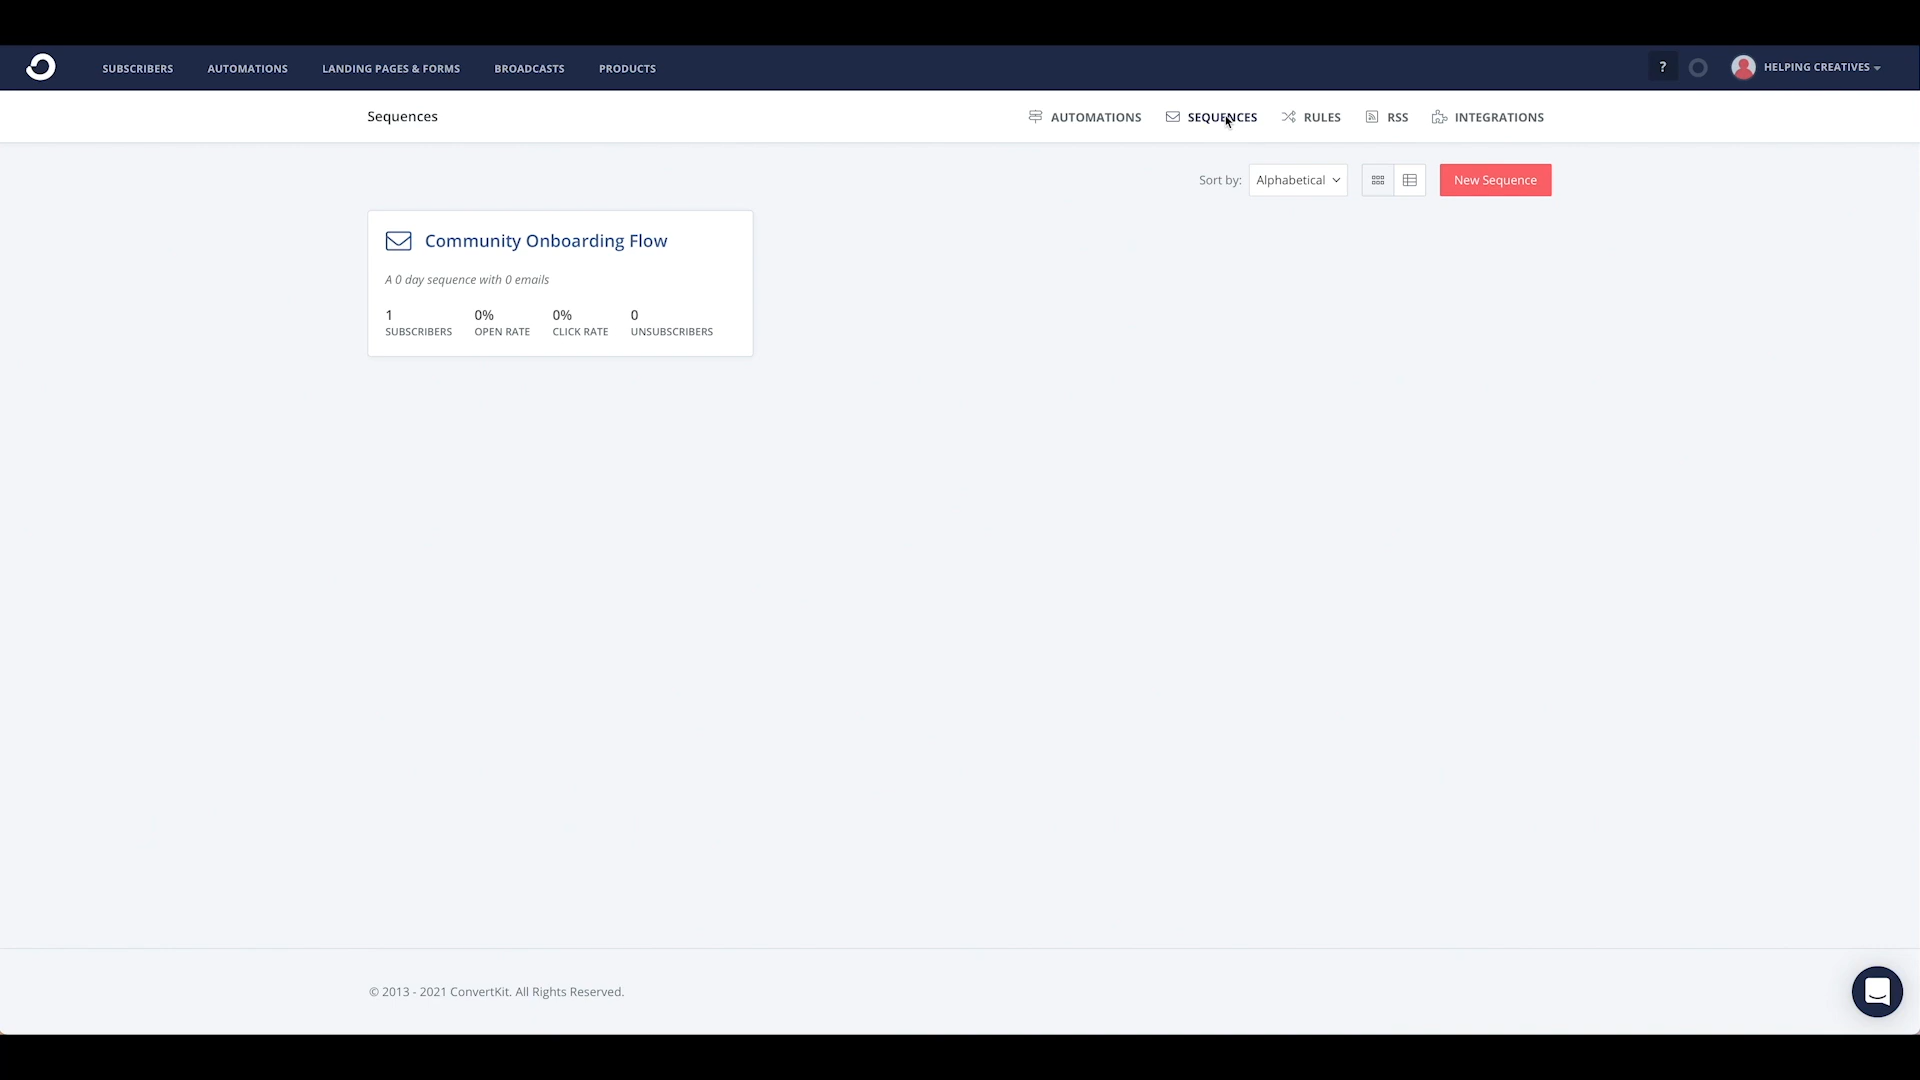 SUBSCRIBERS AUTOMATIONS LANDING PAGES & FORMS BROADCASTS PRODUCTS ? HELPING CREATIVES
Sequences AUTOMATIONS SEQUENCES RULES RSS INTEGRATIONS
Sort by: Alphabetical New Sequence
Community Onboarding Flow
A 0 day sequence with 0 emails
1 0% 0% 0
SUBSCRIBERS OPEN RATE CLICK RATE UNSUBSCRIBERS
© 2013 - 2021 ConvertKit. All Rights Reserved.